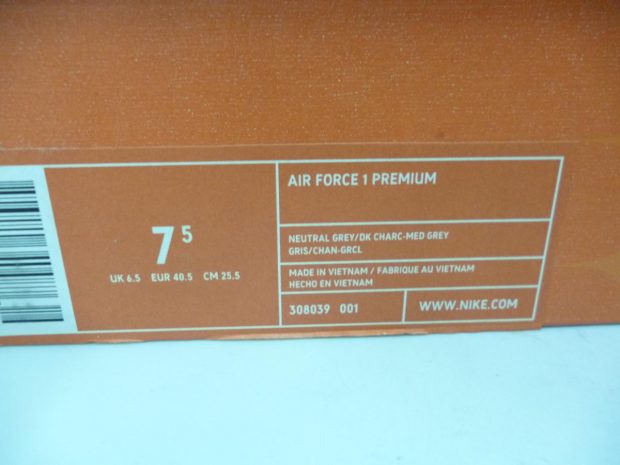 7 5
UK 6.5 EUR 40.5 CM 25.5
AIR FORCE 1 PREMIUM
NEUTRAL GREY/DK CHARC-MED GREY
GRIS/CHAN-GRCL
MADE IN VIETNAM / FABRIQUE AU VIETNAM
HECHO EN VIETNAM
308039 001
WWW.NIKE.COM